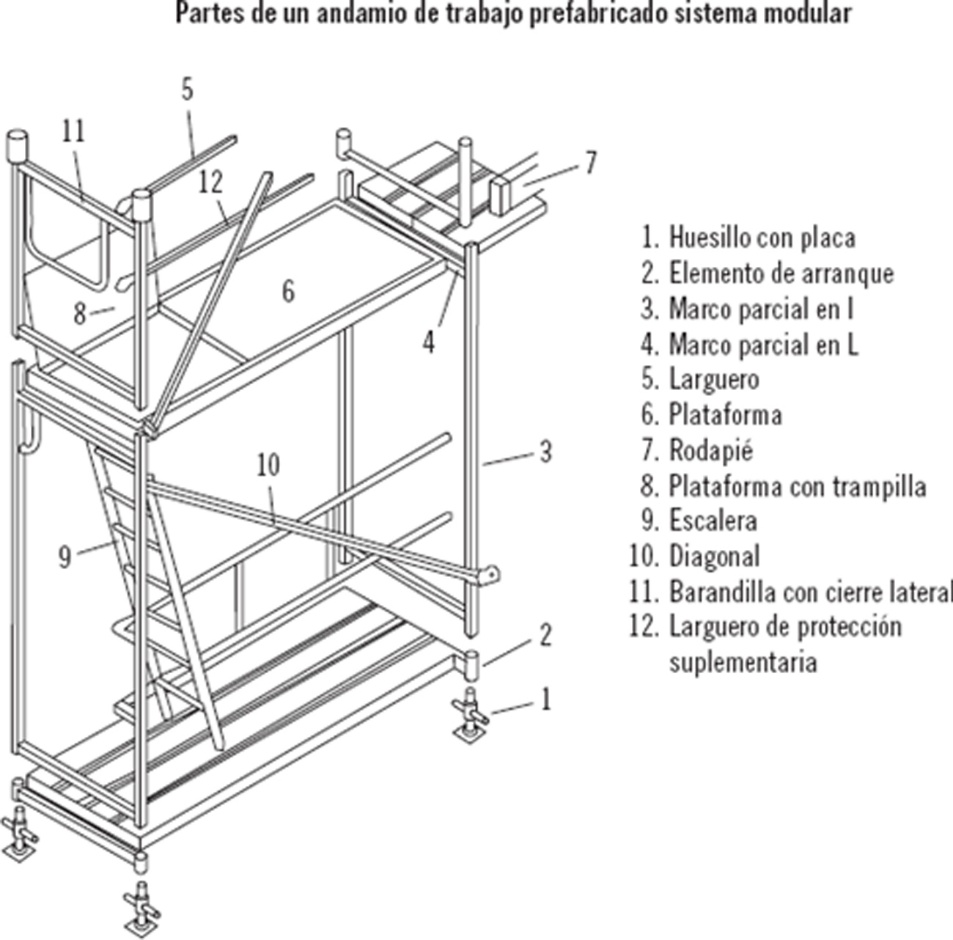 Partes de un andamio de trabajo prefabricado sistema modular
5
11
12
7
6
8
4
3
10
9
2
1
1. Husillo con placa
2. Elemento de arranque
3. Marco parcial en I
4. Marco parcial en L
5. Larguero
6. Plataforma
7. Rodapié
8. Plataforma con trampilla
9. Escalera
10. Diagonal
11. Barandilla con cierre lateral
12. Larguero de protección
suplementaria